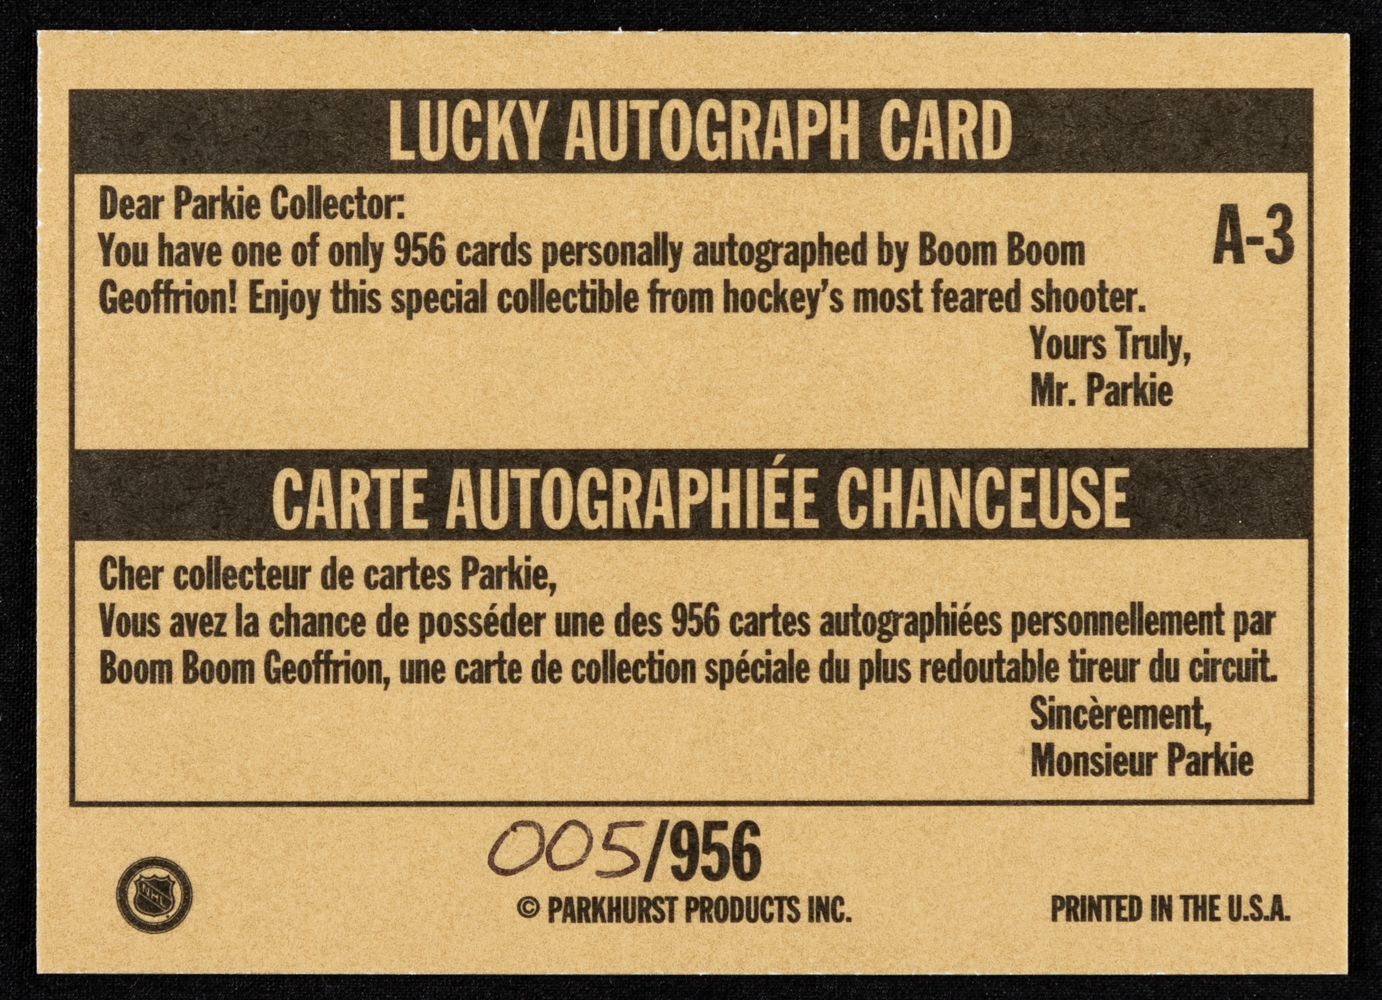 LUCKY AUTOGRAPH CARD
Dear Parkie Collector:
A-3
You have one of only 956 cards personally autographed by Boom Boom
Geoffrion! Enjoy this special collectible from hockey's most feared shooter.
Yours Truly,
Mr. Parkie
CARTE AUTOGRAPHIÉE CHANCEUSE
Cher collecteur de cartes Parkie,
Vous avez la chance de posséder une des 956 cartes autographiées personnellement par
Boom Boom Geoffrion, une carte de collection spéciale du plus redoutable tireur du circuit.
Sincèrement,
Monsieur Parkie
005/956
NHL
© PARKHURST PRODUCTS INC.
PRINTED IN THE U.S.A.